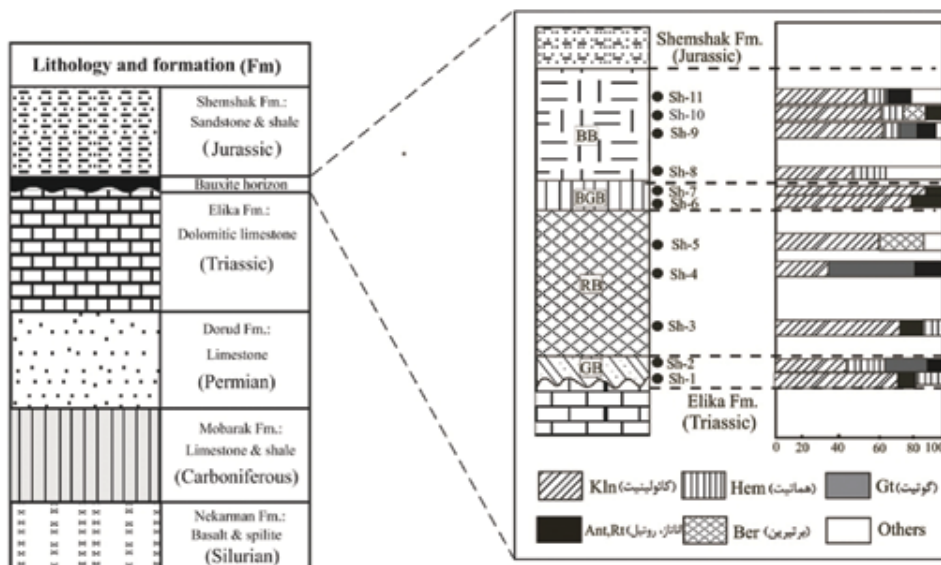 Lithology and formation (Fm)
Shemshak Fm.:
Sandstone & shale
(Jurassic)
Bauxite horizon
Elika Fm.:
Dolomitic limestone
(Triassic)
Dorud Fm.:
Limestone
(Permian)
Mobarak Fm.:
Limestone & shale
(Carboniferous)
Nekarman Fm.:
Basalt & spilite
(Silurian)
Shemshak Fm.
(Jurassic)
BB
BGB
RB
GB
Sh-11
Sh-10
Sh-9
Sh-8
Sh-7
Sh-6
Sh-5
Sh-4
Sh-3
Sh-2
Sh-1
Elika Fm.
(Triassic)
0 20 40 60 80 100
Kln (کائولینیت)
Hem (هماتیت)
Gt (گوتیت)
Ant,Rt (آناتاز، روتیل)
Ber (برتیرین)
Others